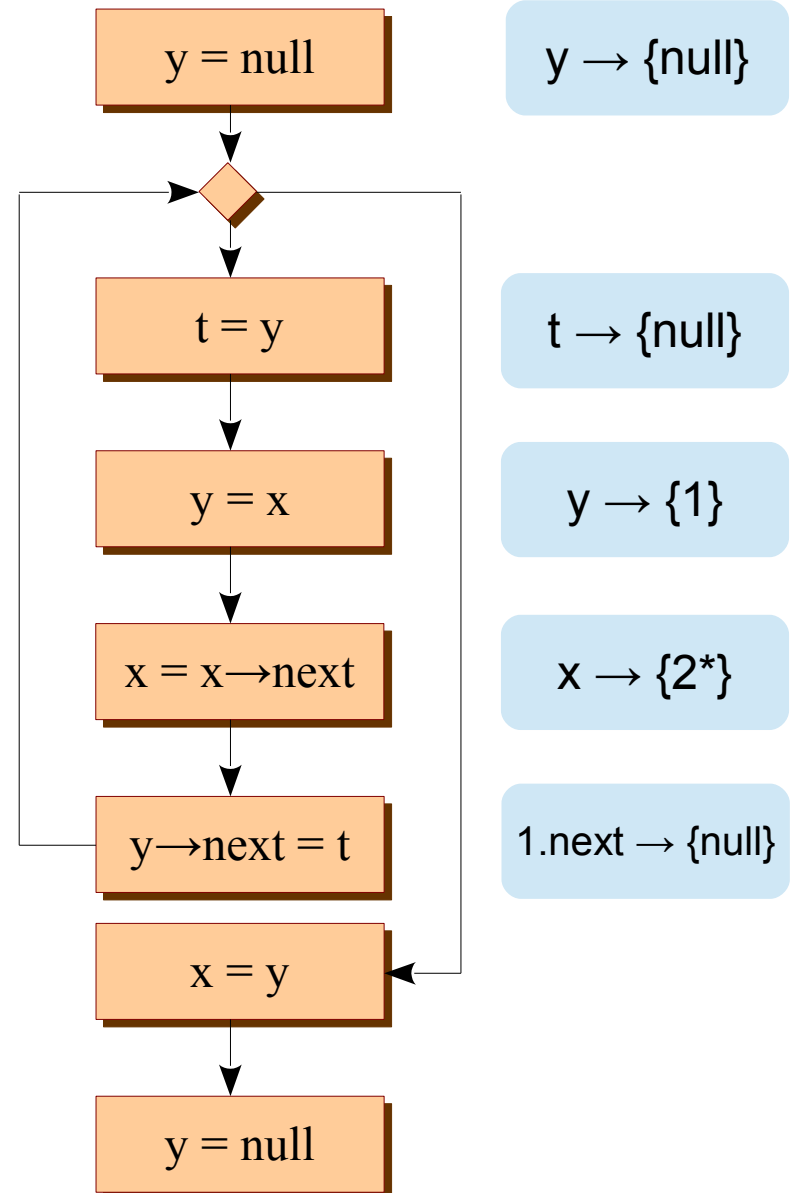 y = null
y → {null}
t = y
t → {null}
y = x
y → {1}
x = x→next
x → {2*}
y→next = t
1.next → {null}
x = y
y = null